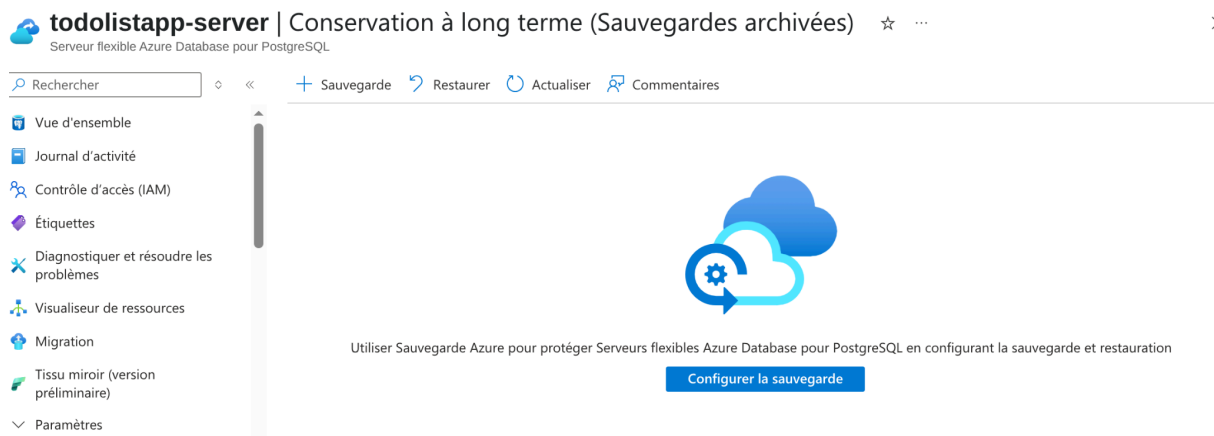 todolistapp-server | Conservation à long terme (Sauvegardes archivées)
Serveur flexible Azure Database pour PostgreSQL
Rechercher
Sauvegarde Restaurer Actualiser Commentaires
Vue d'ensemble
Journal d'activité
Contrôle d'accès (IAM)
Étiquettes
Diagnostiquer et résoudre les
problèmes
Visualiseur de ressources
Migration
Tissu miroir (version
préliminaire)
Paramètres
Utiliser Sauvegarde Azure pour protéger Serveurs flexibles Azure Database pour PostgreSQL en configurant la sauvegarde et restauration
Configurer la sauvegarde